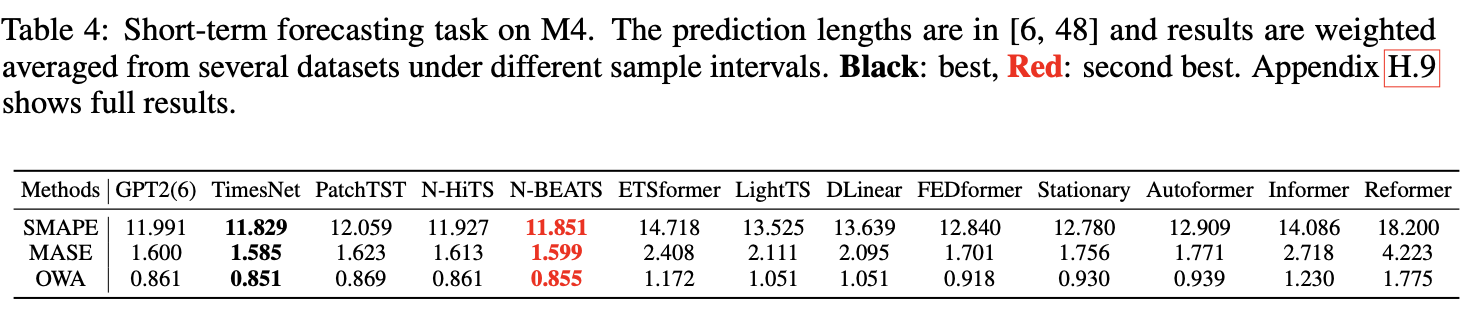 Table 4: Short-term forecasting task on M4. The prediction lengths are in [6, 48] and results are weighted
averaged from several datasets under different sample intervals. Black: best, Red: second best. Appendix H.9
shows full results.
Methods GPT2(6) TimesNet PatchTST N-HiTS N-BEATS ETSformer LightTS DLinear FEDformer Stationary Autoformer Informer Reformer
SMAPE 11.991 11.829 12.059 11.927 11.851 14.718 13.525 13.639 12.840 12.780 12.909 14.086 18.200
MASE 1.600 1.585 1.623 1.613 1.599 2.408 2.111 2.095 1.701 1.756 1.771 2.718 4.223
OWA 0.861 0.851 0.869 0.861 0.855 1.172 1.051 1.051 0.918 0.930 0.939 1.230 1.775